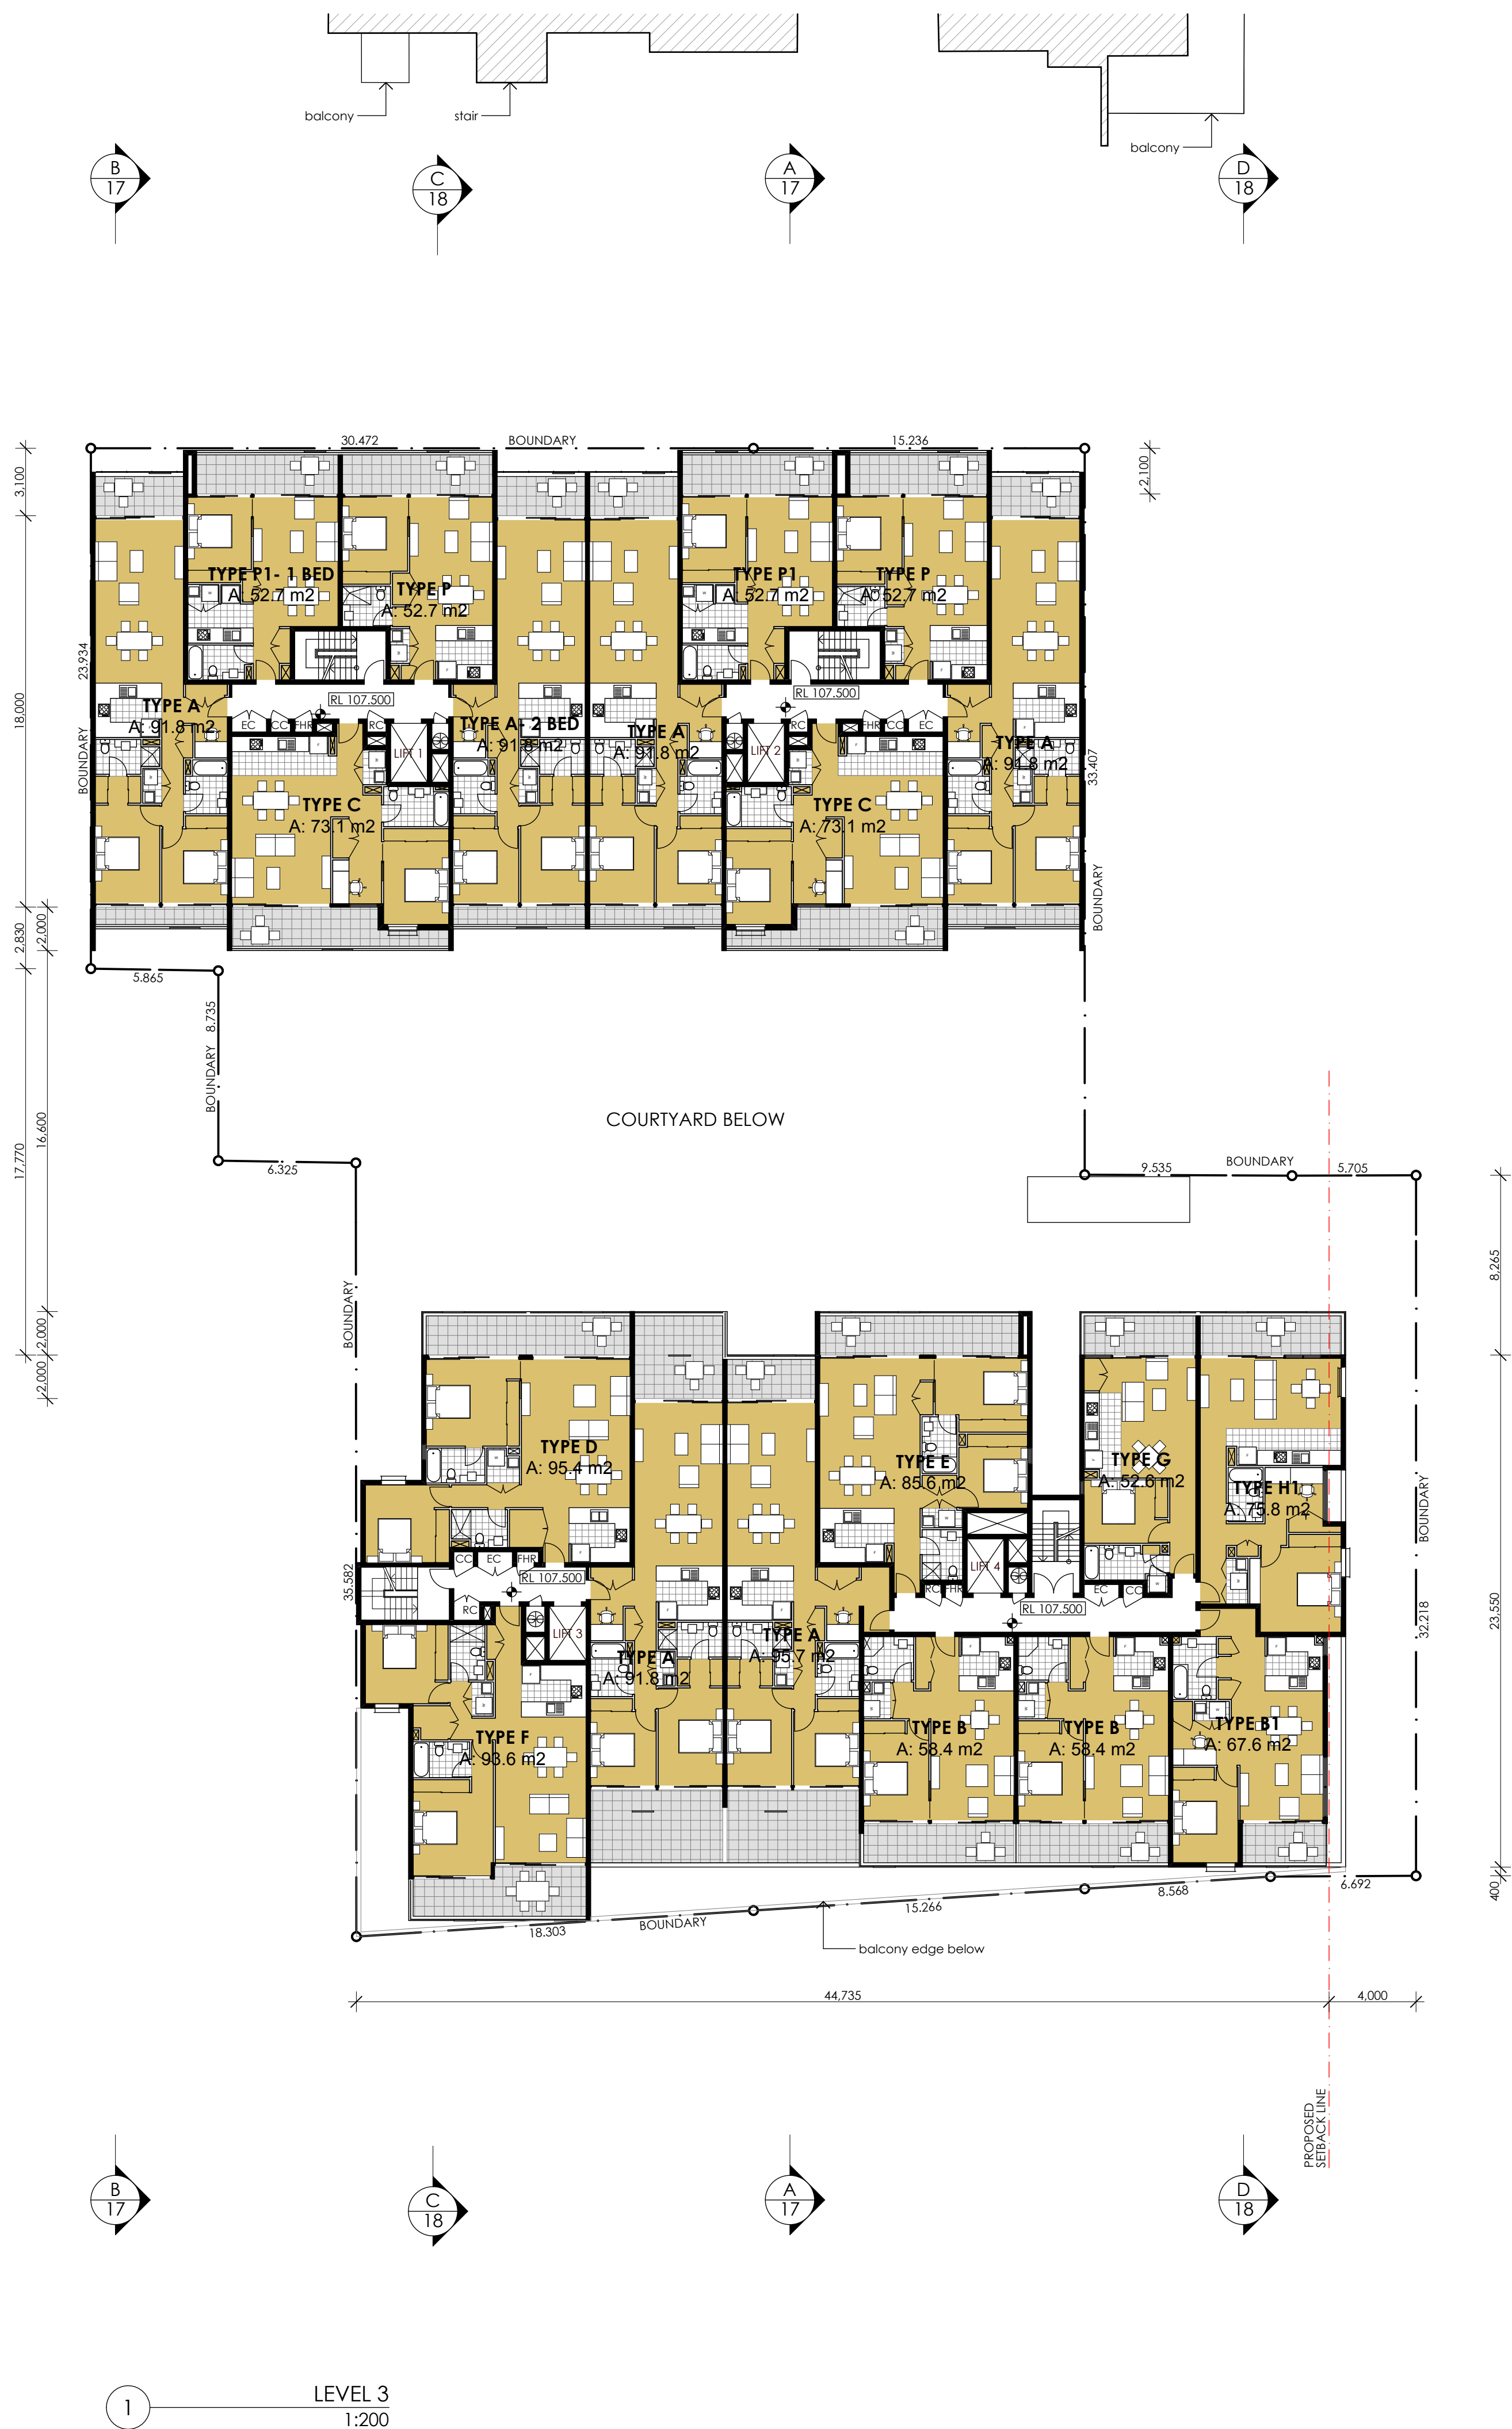 balcony
stair
balcony
B
17
C
18
A
17
D
18
30.472
BOUNDARY
15.236
3,100
2,100
18,000
23.934
BOUNDARY
TYPE P1- 1 BED
A: 52.7 m2
TYPE P
A: 52.7 m2
TYPE P1
A: 52.7 m2
TYPE P
A: 52.7 m2
RL 107.500
RL 107.500
TYPE A
A: 91.8 m2
TYPE A- 2 BED
A: 91.8 m2
TYPE A
A: 91.8 m2
TYPE A
A: 91.8 m2
EC
CC
FHR
RC
LIFT 1
RC
FHR
CC
EC
LIFT 2
33.407
BOUNDARY
TYPE C
A: 73.1 m2
TYPE C
A: 73.1 m2
2,830
2,000
5.865
BOUNDARY 8.735
6.325
17,770
16,600
COURTYARD BELOW
9.535
BOUNDARY
5.705
8,265
BOUNDARY
2,000
2,000
TYPE D
A: 95.4 m2
TYPE E
A: 85.6 m2
TYPE G
A: 52.6 m2
TYPE H1
A: 75.8 m2
BOUNDARY
32.218
23,550
35.582
CC
EC
FHR
RL 107.500
RC
LIFT 3
LIFT 4
RC
FHR
EC
CC
RL 107.500
TYPE A
A: 91.8 m2
TYPE A
A: 95.7 m2
TYPE F
A: 93.6 m2
TYPE B
A: 58.4 m2
TYPE B
A: 58.4 m2
TYPE B1
A: 67.6 m2
400
18.303
BOUNDARY
15.266
8.568
6.692
balcony edge below
44,735
4,000
PROPOSED
SETBACK LINE
B
17
C
18
A
17
D
18
1
LEVEL 3
1:200